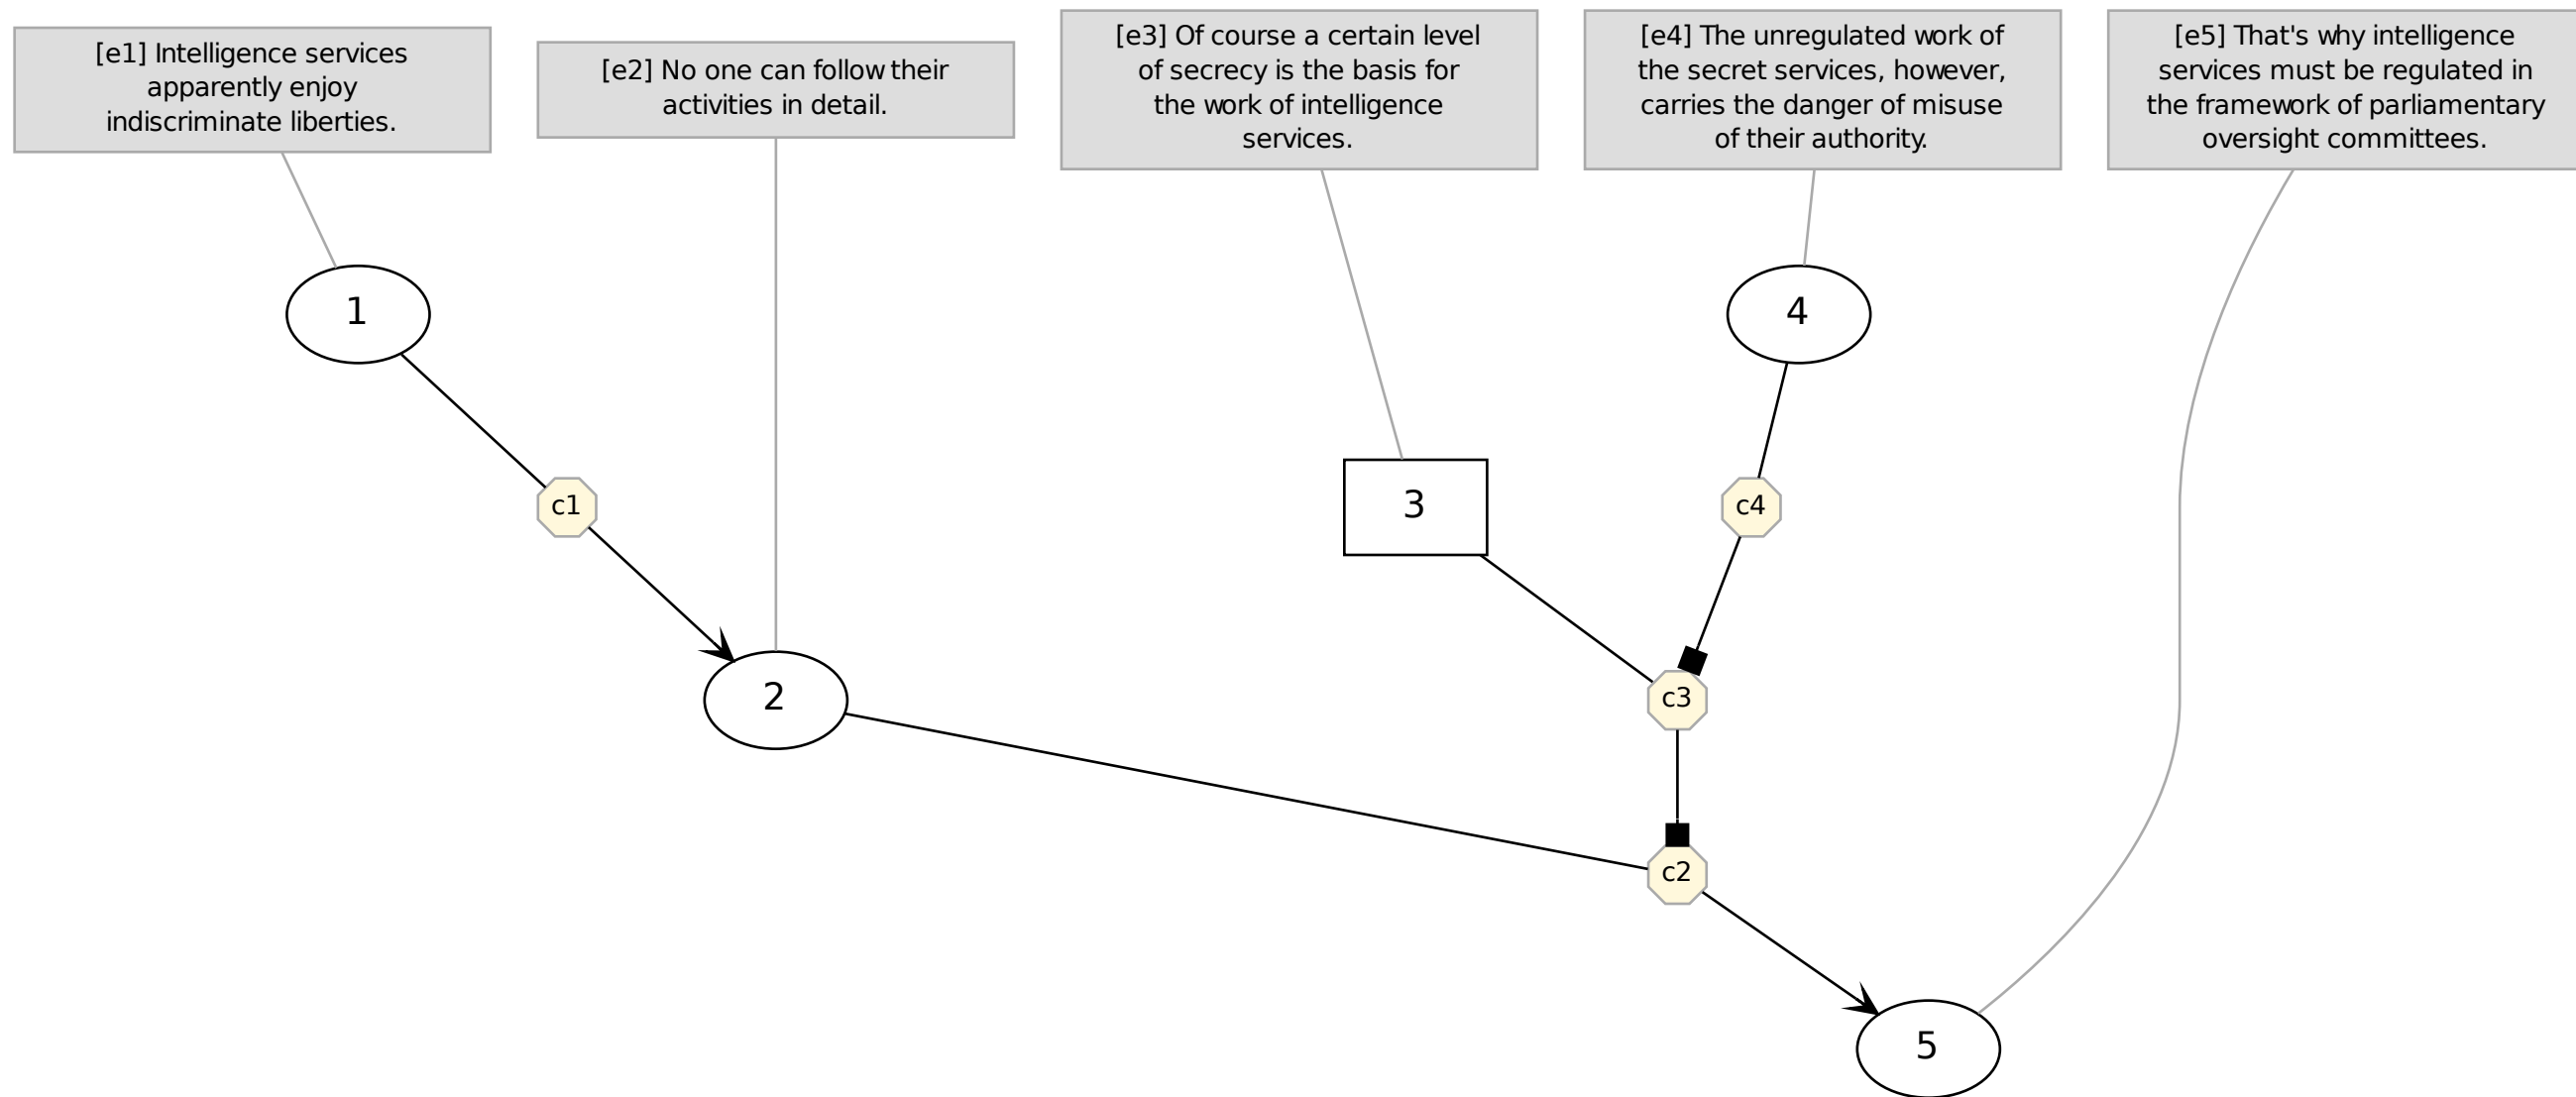 [e1] Intelligence services
apparently enjoy
indiscriminate liberties.
[e2] No one can follow their
activities in detail.
[e3] Of course a certain level
of secrecy is the basis for
the work of intelligence
services.
[e4] The unregulated work of
the secret services, however,
carries the danger of misuse
of their authority.
[e5] That's why intelligence
services must be regulated in
the framework of parliamentary
oversight committees.
1
4
c1
3
c4
2
c3
c2
5